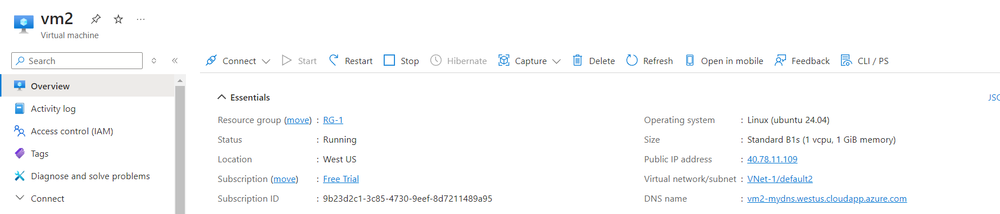 vm2
Virtual machine
Search
Overview
Activity log
Access control (IAM)
Tags
Diagnose and solve problems
Connect
Connect Start Restart Stop Hibernate Capture Delete Refresh Open in mobile Feedback CLI / PS
Essentials
JSO
Resource group (move) : RG-1
Status : Running
Location : West US
Subscription (move) : Free Trial
Subscription ID : 9b23d2c1-3c85-4730-9eef-8d7211489a95
Operating system : Linux (ubuntu 24.04)
Size : Standard B1s (1 vcpu, 1 GiB memory)
Public IP address : 40.78.11.109
Virtual network/subnet : VNet-1/default2
DNS name : vm2-mydns.westus.cloudapp.azure.com